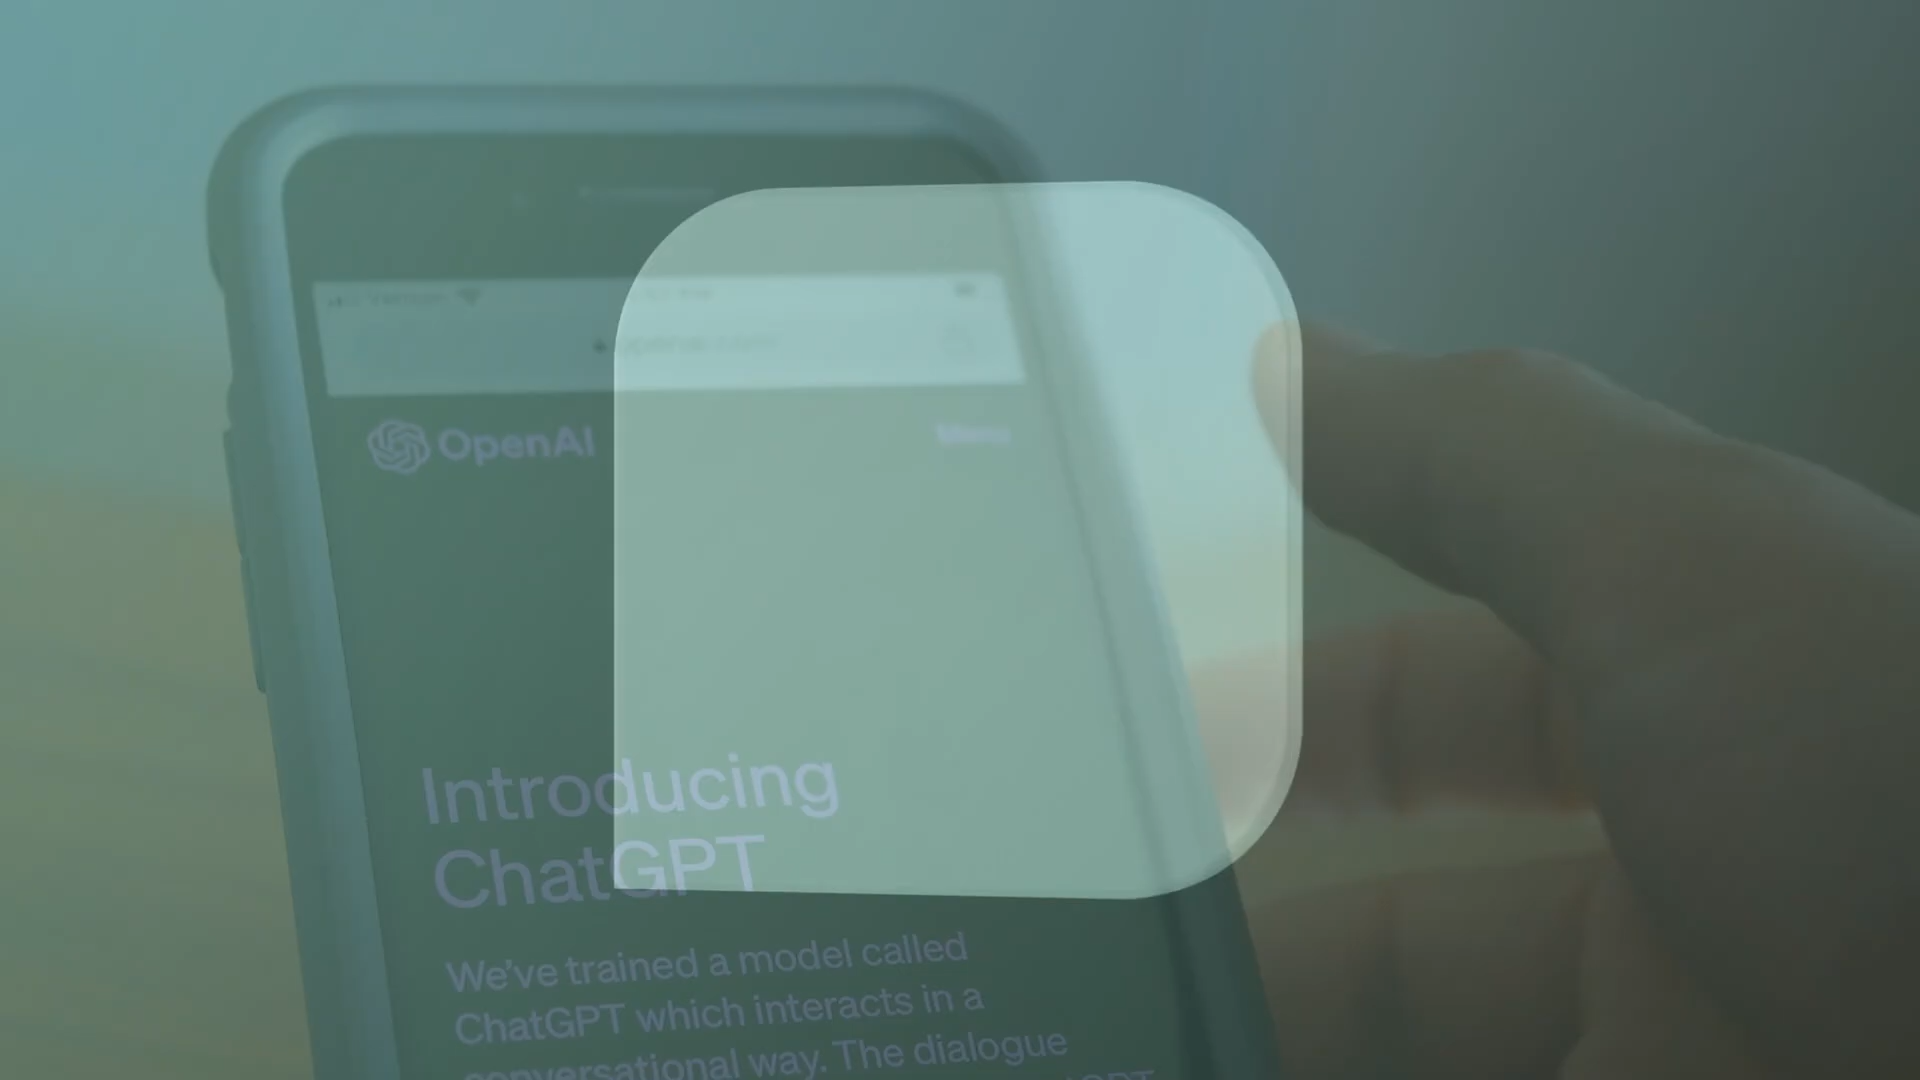 OpenAI
Menu
Introducing
ChatGPT
We've trained a model called
ChatGPT which interacts in a
conversational way. The dialogue